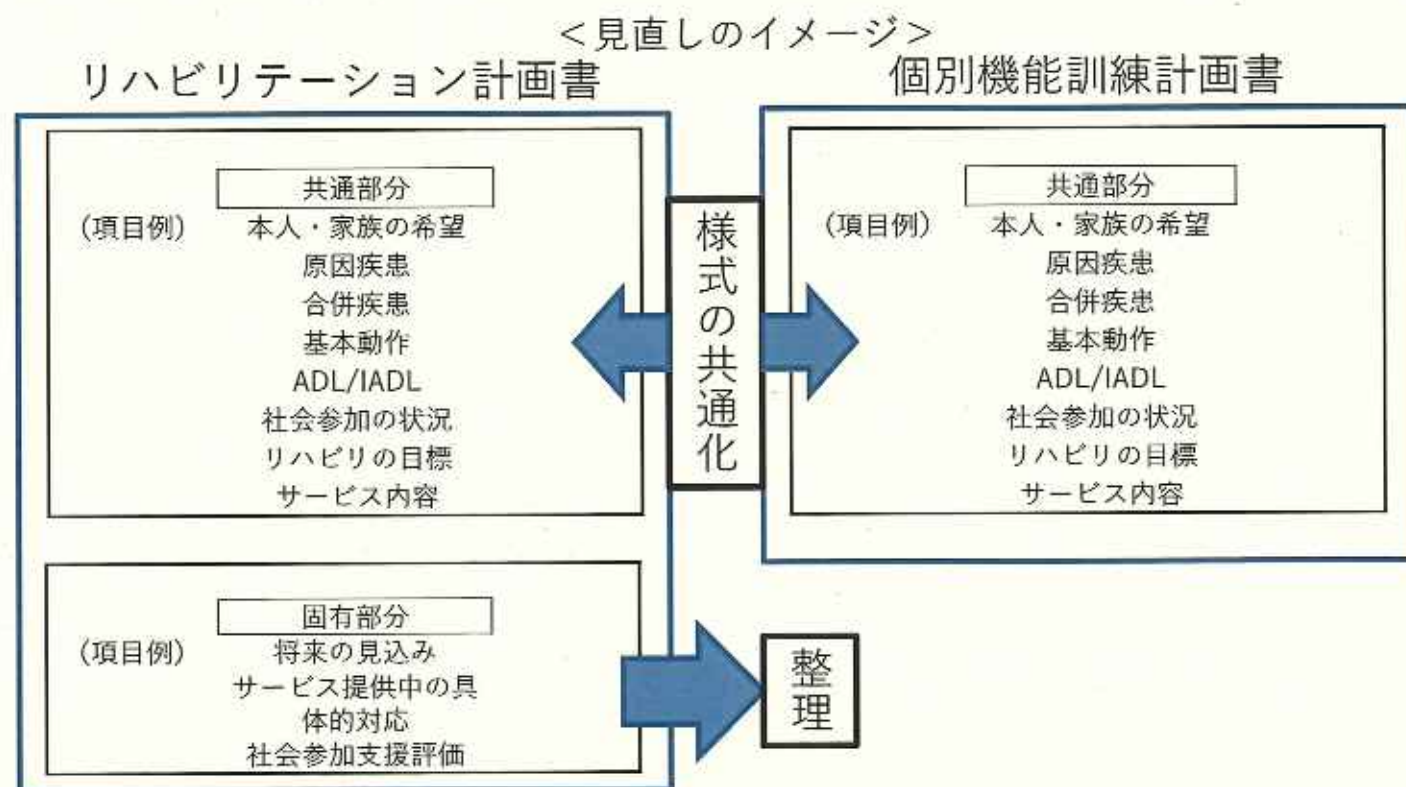 ＜見直しのイメージ＞
リハビリテーション計画書
共通部分
(項目例)
本人・家族の希望
原因疾患
合併疾患
基本動作
ADL/IADL
社会参加の状況
リハビリの目標
サービス内容
固有部分
(項目例)
将来の見込み
サービス提供中の具
体的対応
社会参加支援評価
様式の共通化
整理
個別機能訓練計画書
共通部分
(項目例)
本人・家族の希望
原因疾患
合併疾患
基本動作
ADL/IADL
社会参加の状況
リハビリの目標
サービス内容